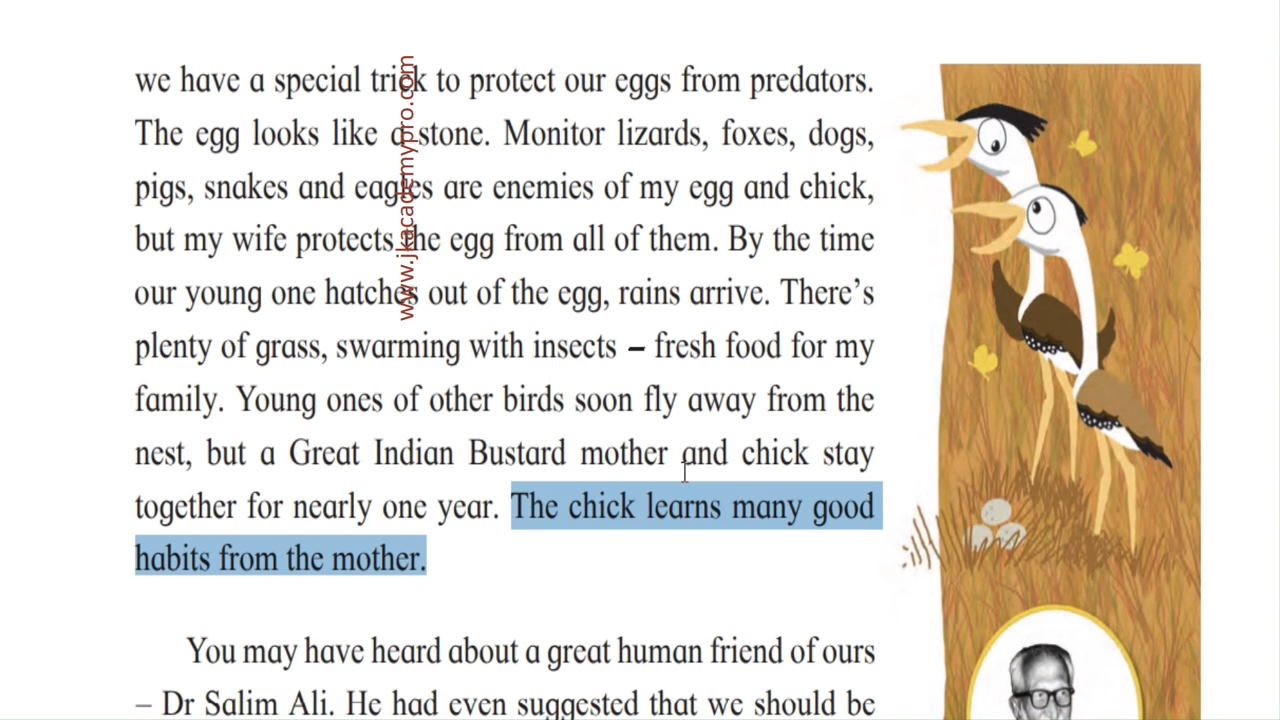 we have a special trick to protect our eggs from predators.
The egg looks like a stone. Monitor lizards, foxes, dogs,
pigs, snakes and eagles are enemies of my egg and chick,
but my wife protects the egg from all of them. By the time
our young one hatches out of the egg, rains arrive. There’s
plenty of grass, swarming with insects – fresh food for my
family. Young ones of other birds soon fly away from the
nest, but a Great Indian Bustard mother and chick stay
together for nearly one year. The chick learns many good
habits from the mother.
You may have heard about a great human friend of ours
– Dr Salim Ali. He had even suggested that we should be
www.jkacademypro.com